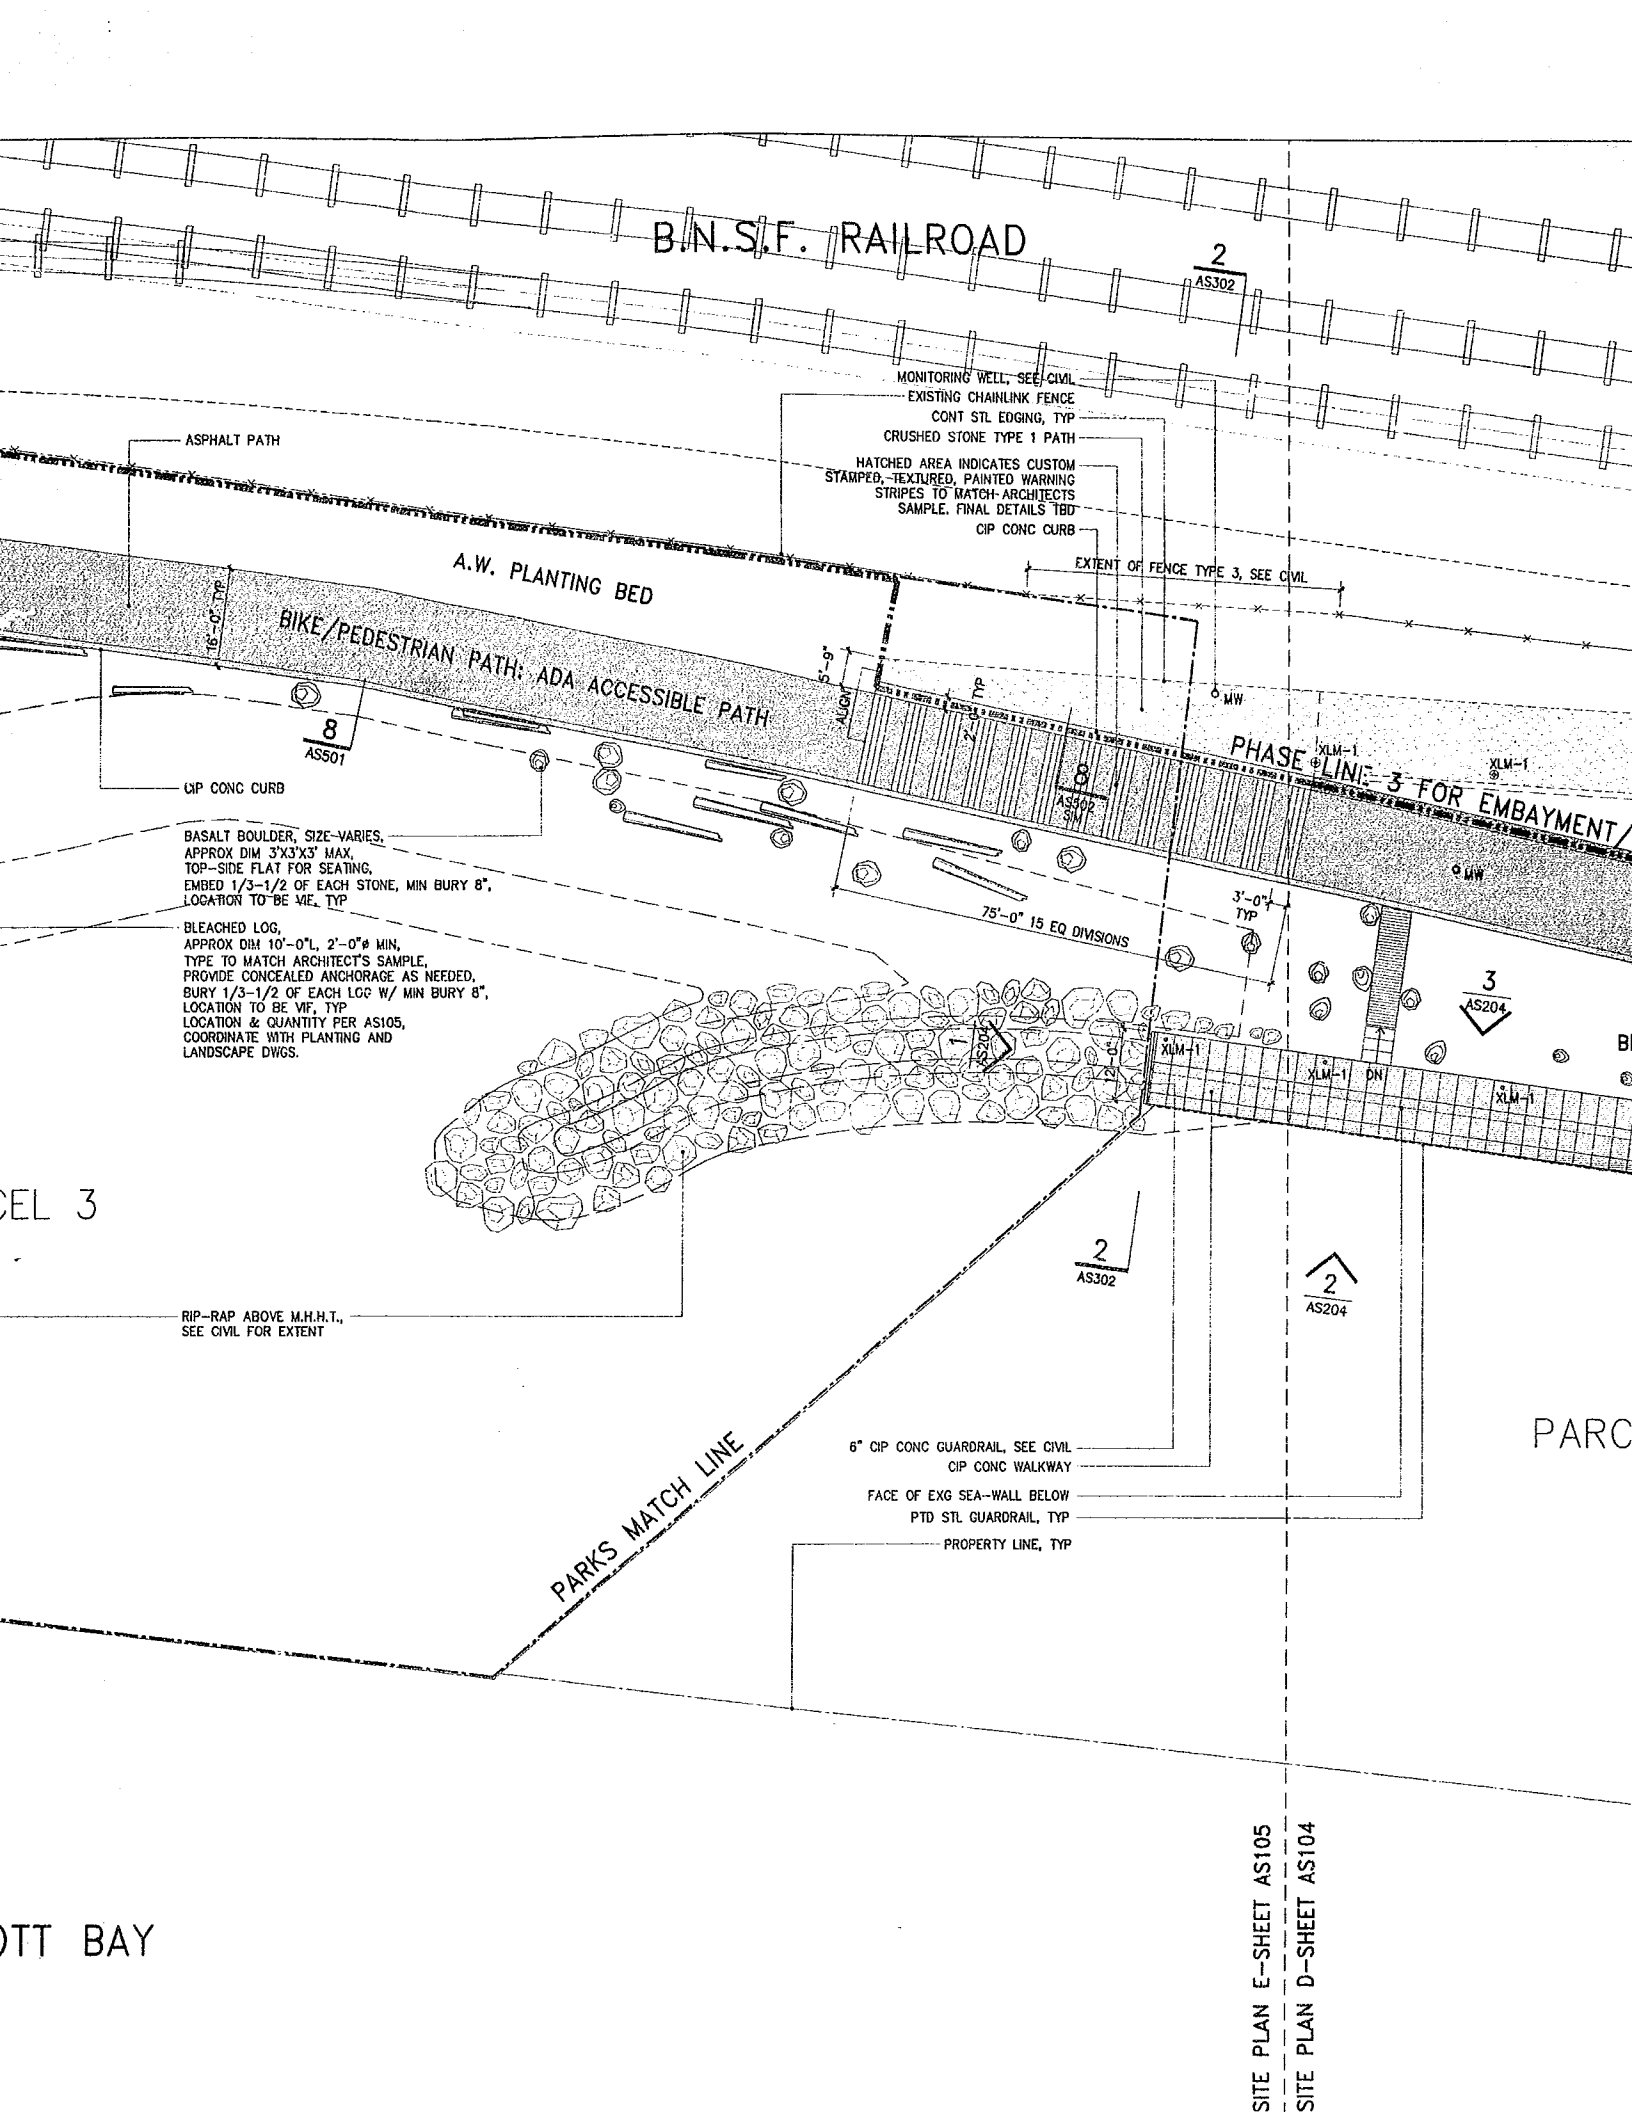 B.N.S.F. RAILROAD
2
AS302
MONITORING WELL, SEE CIVIL
EXISTING CHAINLINK FENCE
CONT STL EDGING, TYP
CRUSHED STONE TYPE 1 PATH
HATCHED AREA INDICATES CUSTOM
STAMPED, TEXTURED, PAINTED WARNING
STRIPES TO MATCH ARCHITECTS
SAMPLE. FINAL DETAILS TBD
CIP CONC CURB
ASPHALT PATH
EXTENT OF FENCE TYPE 3, SEE CIVIL
A.W. PLANTING BED
16'-0" TYP
BIKE/PEDESTRIAN PATH: ADA ACCESSIBLE PATH
5'-9"
ALIGN
2'-0" TYP
MW
PHASE LINE 3 FOR EMBAYMENT/
XLM-1
XLM-1
8
AS501
8
AS502
SIM
MW
CIP CONC CURB
BASALT BOULDER, SIZE VARIES,
APPROX DIM 3'X3'X3' MAX,
TOP-SIDE FLAT FOR SEATING,
EMBED 1/3-1/2 OF EACH STONE, MIN BURY 8",
LOCATION TO BE VIF, TYP
BLEACHED LOG,
APPROX DIM 10'-0"L, 2'-0"ø MIN,
TYPE TO MATCH ARCHITECT'S SAMPLE,
PROVIDE CONCEALED ANCHORAGE AS NEEDED,
BURY 1/3-1/2 OF EACH LOG W/ MIN BURY 8",
LOCATION TO BE VIF, TYP
LOCATION & QUANTITY PER AS105,
COORDINATE WITH PLANTING AND
LANDSCAPE DWGS.
75'-0" 15 EQ DIVISIONS
3'-0"
TYP
3
AS204
1
AS204
12'-0"
XLM-1
XLM-1
DN
XLM-1
BI
CEL 3
2
AS302
2
AS204
RIP-RAP ABOVE M.H.H.T.,
SEE CIVIL FOR EXTENT
PARKS MATCH LINE
6" CIP CONC GUARDRAIL, SEE CIVIL
CIP CONC WALKWAY
FACE OF EXG SEA-WALL BELOW
PTD STL GUARDRAIL, TYP
PROPERTY LINE, TYP
PARC
OTT BAY
SITE PLAN E-SHEET AS105
SITE PLAN D-SHEET AS104